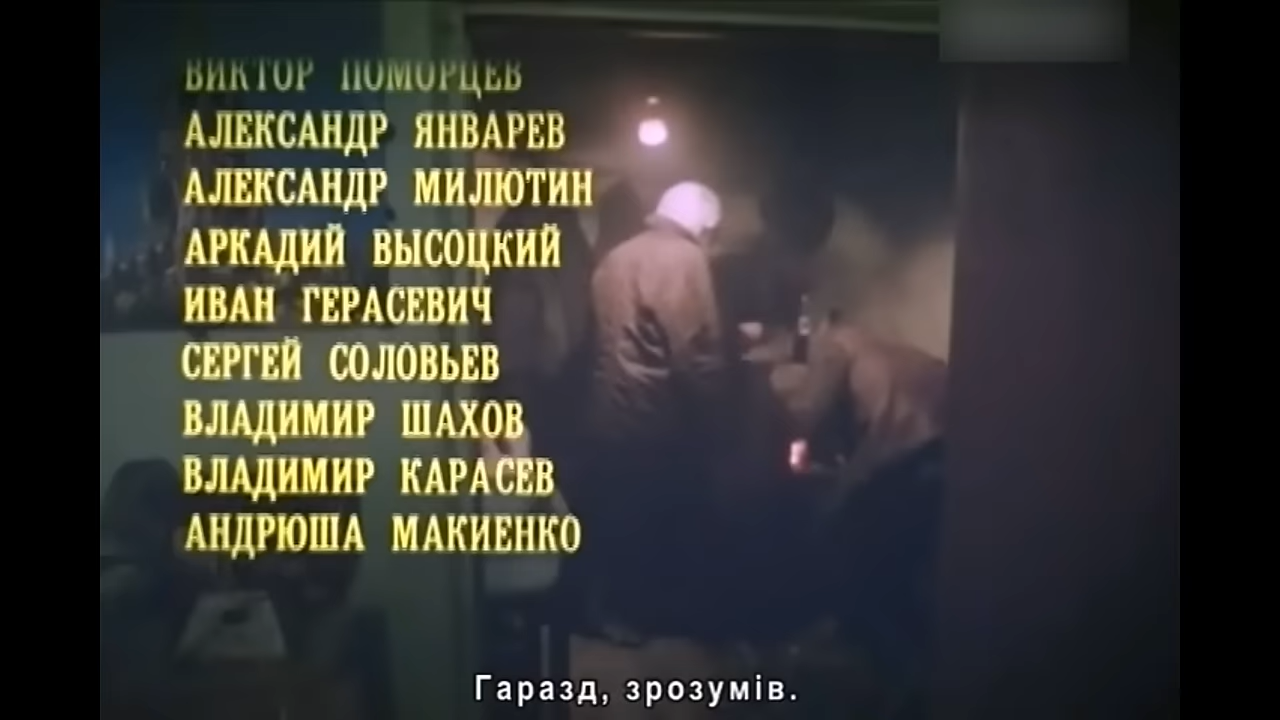 ВИКТОР ПОМОРЦЕВ
АЛЕКСАНДР ЯНВАРЕВ
АЛЕКСАНДР МИЛЮТИН
АРКАДИЙ ВЫСОЦКИЙ
ИВАН ГЕРАСЕВИЧ
СЕРГЕЙ СОЛОВЬЕВ
ВЛАДИМИР ШАХОВ
ВЛАДИМИР КАРАСЕВ
АНДРЮША МАКИЕНКО
Гаразд, зрозумів.